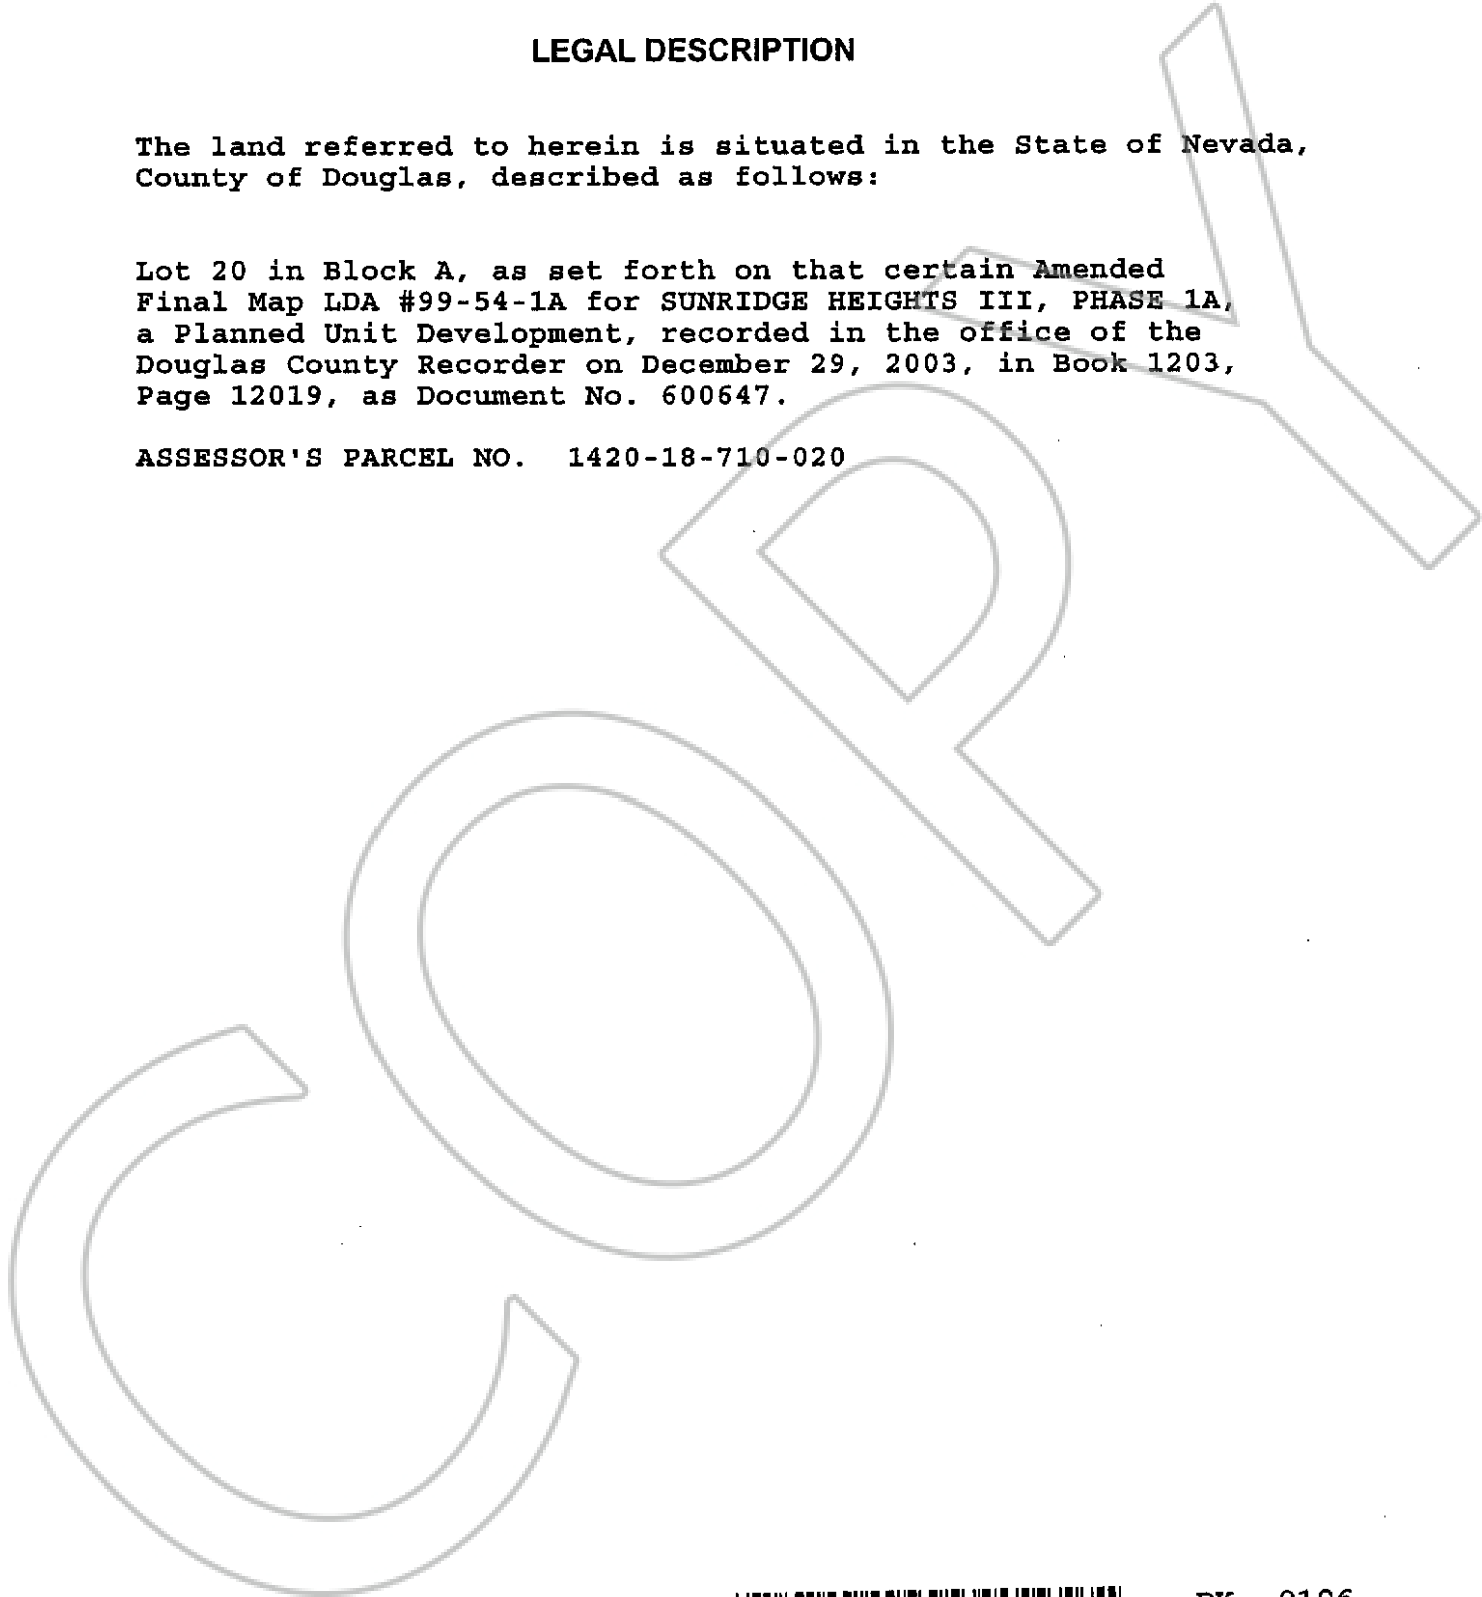 LEGAL DESCRIPTION
The land referred to herein is situated in the State of Nevada,
County of Douglas, described as follows:
Lot 20 in Block A, as set forth on that certain Amended
Final Map LDA #99-54-1A for SUNRIDGE HEIGHTS III, PHASE 1A,
a Planned Unit Development, recorded in the office of the
Douglas County Recorder on December 29, 2003, in Book 1203,
Page 12019, as Document No. 600647.
ASSESSOR'S PARCEL NO. 1420-18-710-020
COPY